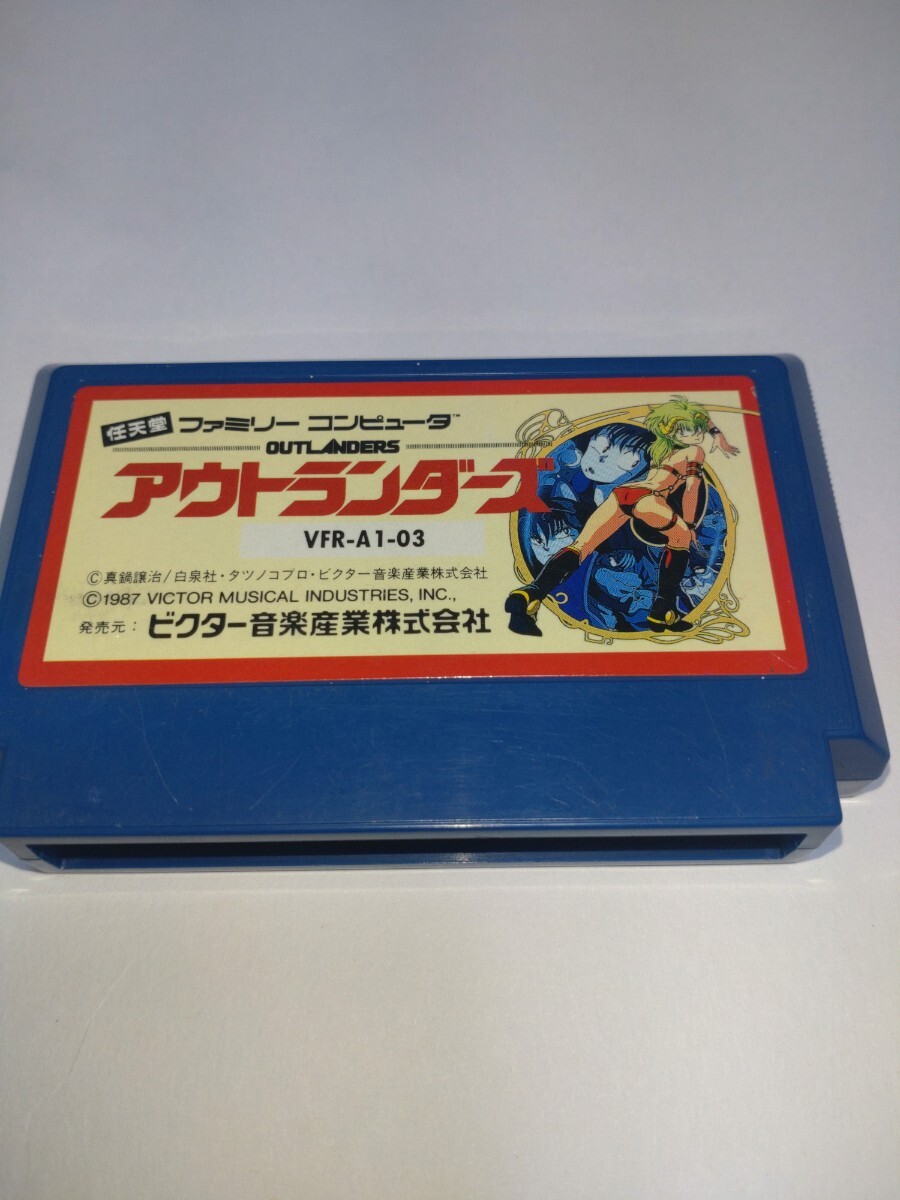 任天堂 ファミリー コンピュータ™
OUTLANDERS
アウトランダーズ
VFR-A1-03
©真鍋譲治/白泉社・タツノコプロ・ビクター音楽産業株式会社
©1987 VICTOR MUSICAL INDUSTRIES, INC.,
発売元：ビクター音楽産業株式会社